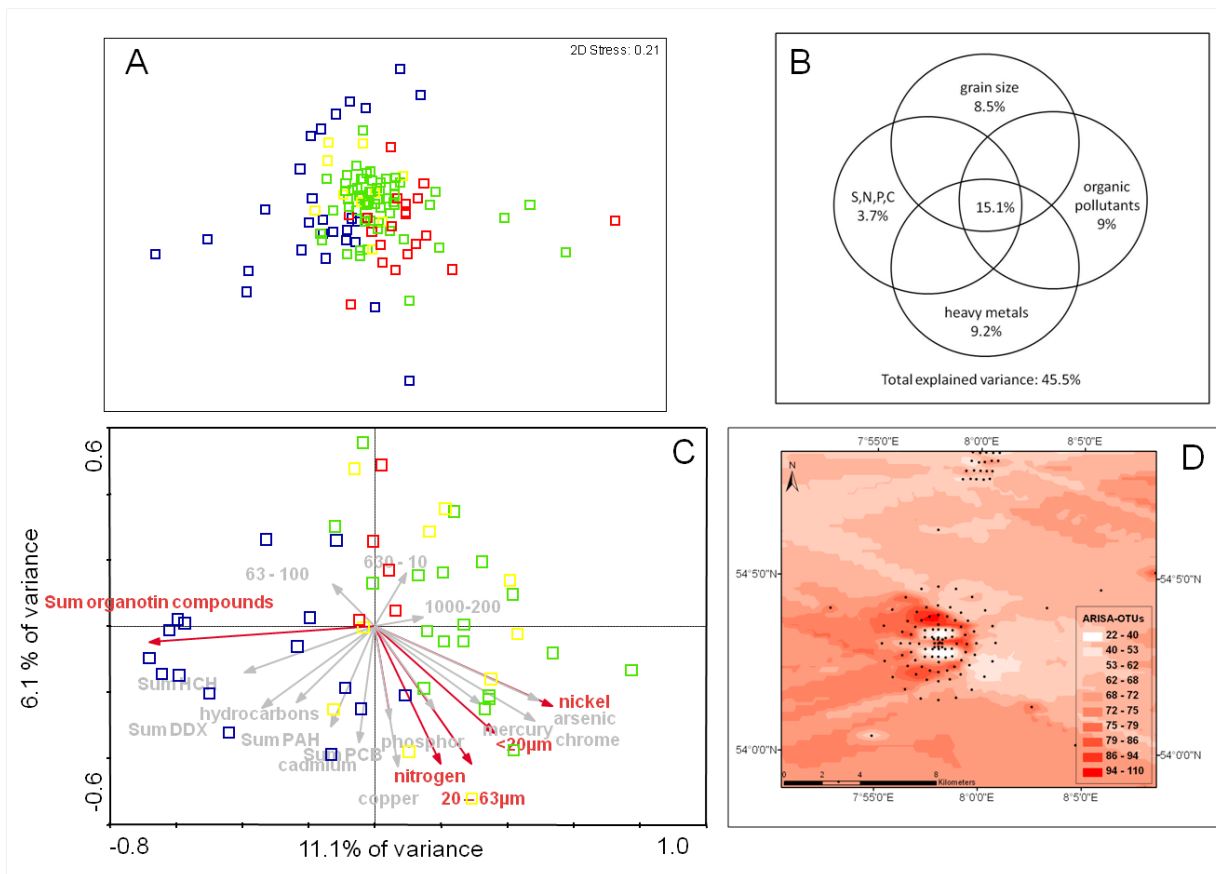 A
2D Stress: 0.21
B
grain size
8.5%
S,N,P,C
3.7%
15.1%
organic
pollutants
9%
heavy metals
9.2%
Total explained variance: 45.5%
C
0.6
6.1 % of variance
-0.6
-0.8
11.1% of variance
1.0
63 - 100
630 - 10
1000-200
Sum organotin compounds
Sum HCH
hydrocarbons
Sum DDX
Sum PAH
Sum PCB
cadmium
phosphor
nickel
arsenic
mercury
chrome
<20µm
nitrogen
20 – 63µm
copper
D
7°55'0"E
8°0'0"E
8°5'0"E
N
54°5'0"N
54°5'0"N
54°0'0"N
54°0'0"N
ARISA-OTUs
22 - 40
40 - 53
53 - 62
62 - 68
68 - 72
72 - 75
75 - 79
79 - 86
86 - 94
94 - 110
0 2 4 8
Kilometers
7°55'0"E
8°0'0"E
8°5'0"E